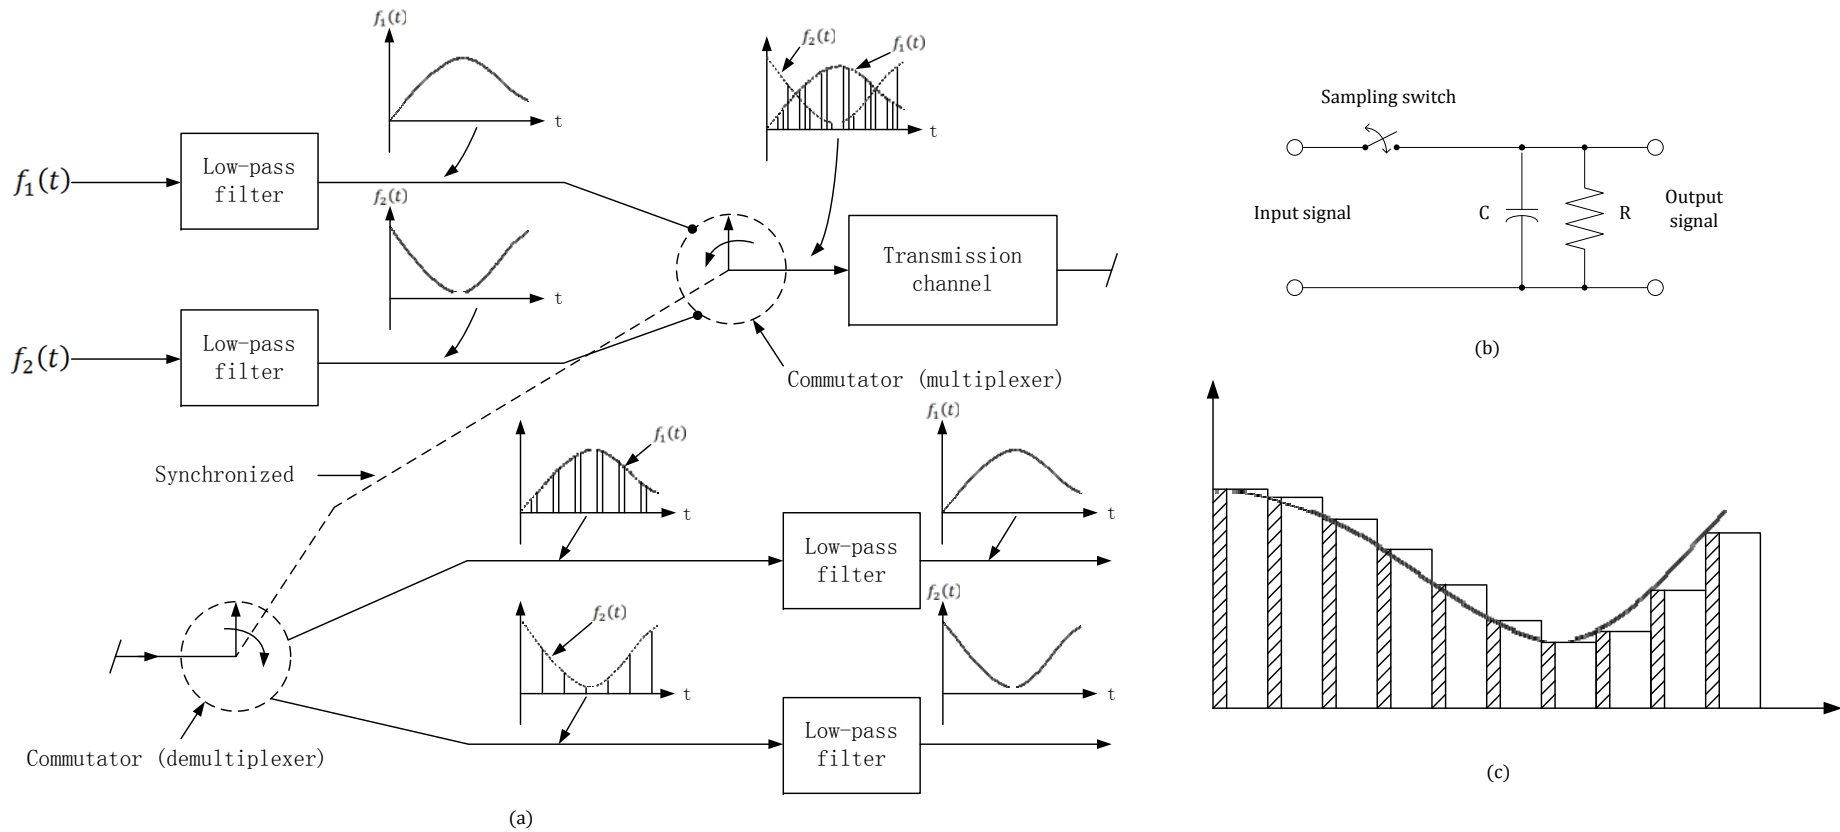 f₁(t)
f₂(t)
f₁(t)
t
Sampling switch
f₁(t)
Low-pass
filter
t
f₂(t)
Input signal
C
R
Output
signal
Transmission
channel
t
f₂(t)
Low-pass
filter
(b)
Commutator (multiplexer)
f₁(t)
f₁(t)
Synchronized
t
t
Low-pass
filter
f₂(t)
f₂(t)
t
t
Commutator (demultiplexer)
Low-pass
filter
(c)
(a)